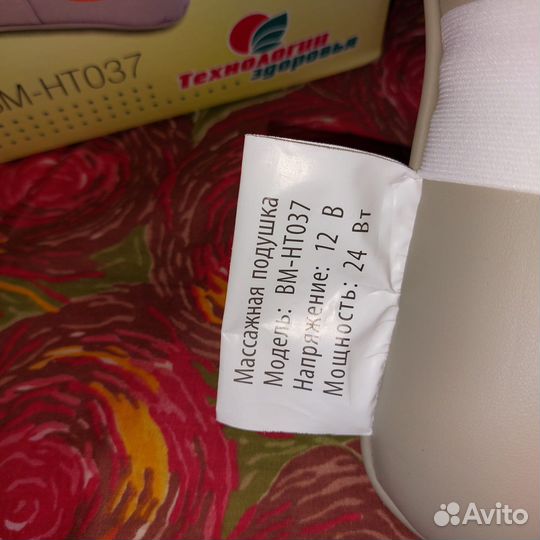 BM-HT037
Технологии
здоровья
Массажная подушка
Модель: BM-HT037
Напряжение: 12 В
Мощность: 24 Вт
Avito